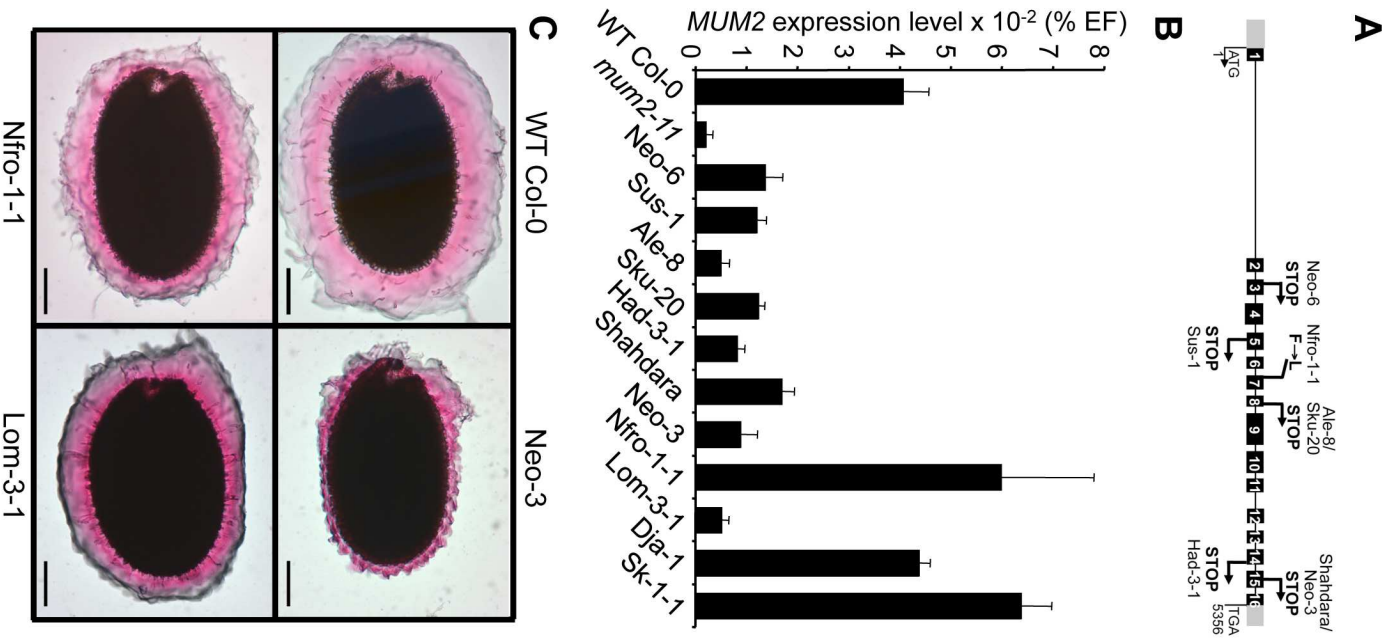 A
1
2
3
4
5
6
7
8
9
10
11
12
13
14
15
16
ATG
1
Neo-6
STOP
Nfro-1-1
F→L
Ale-8/
Sku-20
STOP
Shahdara/
Neo-3
STOP
TGA
5356
STOP
Sus-1
STOP
Had-3-1
B
MUM2 expression level x 10-2 (% EF)
0
1
2
3
4
5
6
7
8
WT Col-0
mum2-11
Neo-6
Sus-1
Ale-8
Sku-20
Had-3-1
Shahdara
Neo-3
Nfro-1-1
Lom-3-1
Dja-1
Sk-1-1
C
WT Col-0
Neo-3
Nfro-1-1
Lom-3-1